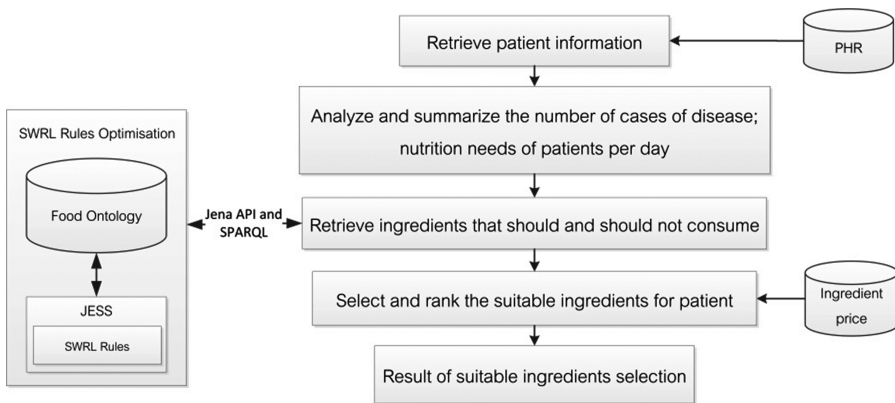 Retrieve patient information
PHR
Analyze and summarize the number of cases of disease;
nutrition needs of patients per day
SWRL Rules Optimisation
Food Ontology
Jena API and
SPARQL
Retrieve ingredients that should and should not consume
JESS
SWRL Rules
Select and rank the suitable ingredients for patient
Ingredient
price
Result of suitable ingredients selection